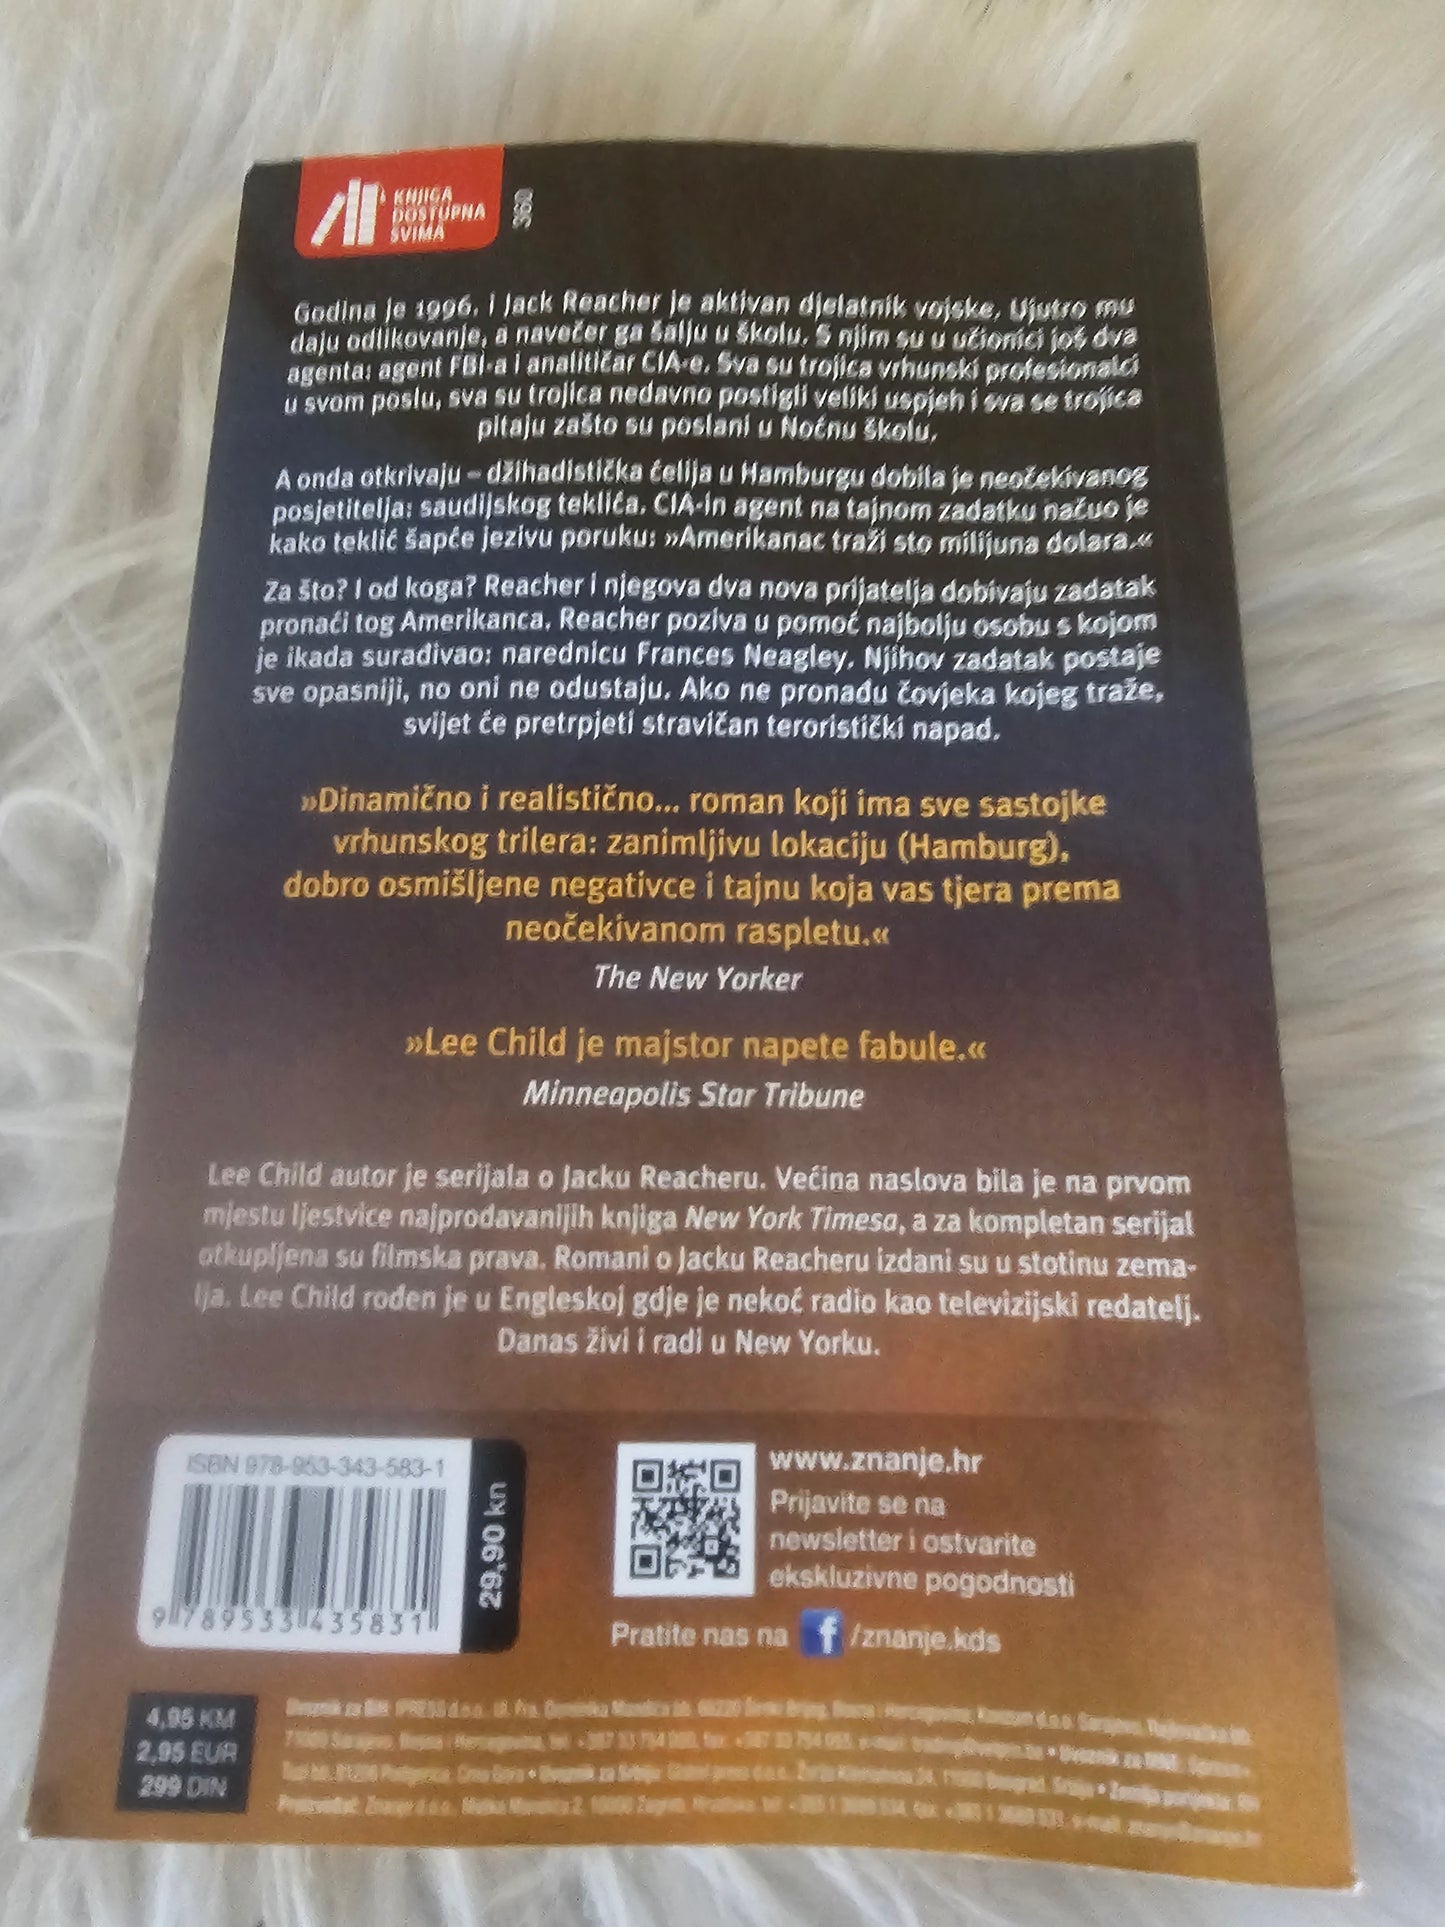 KNJIGA
DOSTUPNA
SVIMA
360
Godina je 1996. i Jack Reacher je aktivan djelatnik vojske. Ujutro mu
daju odlikovanje, a navečer ga šalju u školu. S njim su u učionici još dva
agenta: agent FBI-a i analitičar CIA-e. Sva su trojica vrhunski profesionalci
u svom poslu, sva su trojica nedavno postigli veliki uspjeh i sva se trojica
pitaju zašto su poslani u Noćnu školu.
A onda otkrivaju – džihadistička ćelija u Hamburgu dobila je neočekivanog
posjetitelja: saudijskog teklića. CIA-in agent na tajnom zadatku načuo je
kako teklić šapće jezivu poruku: »Amerikanac traži sto milijuna dolara.«
Za što? I od koga? Reacher i njegova dva nova prijatelja dobivaju zadatak
pronaći tog Amerikanca. Reacher poziva u pomoć najbolju osobu s kojom
je ikada surađivao: narednicu Frances Neagley. Njihov zadatak postaje
sve opasniji, no oni ne odustaju. Ako ne pronađu čovjeka kojeg traže,
svijet će pretrpjeti stravičan teroristički napad.
»Dinamično i realistično... roman koji ima sve sastojke
vrhunskog trilera: zanimljivu lokaciju (Hamburg),
dobro osmišljene negativce i tajnu koja vas tjera prema
neočekivanom raspletu.«
The New Yorker
»Lee Child je majstor napete fabule.«
Minneapolis Star Tribune
Lee Child autor je serijala o Jacku Reacheru. Većina naslova bila je na prvom
mjestu ljestvice najprodavanijih knjiga New York Timesa, a za kompletan serijal
otkupljena su filmska prava. Romani o Jacku Reacheru izdani su u stotinu zema-
lja. Lee Child rođen je u Engleskoj gdje je nekoć radio kao televizijski redatelj.
Danas živi i radi u New Yorku.
ISBN 978-953-343-583-1
9 789533 435831
29,90 kn
www.znanje.hr
Prijavite se na
newsletter i ostvarite
ekskluzivne pogodnosti
Pratite nas na f /znanje.kds
4,95 KM
2,95 EUR
299 DIN